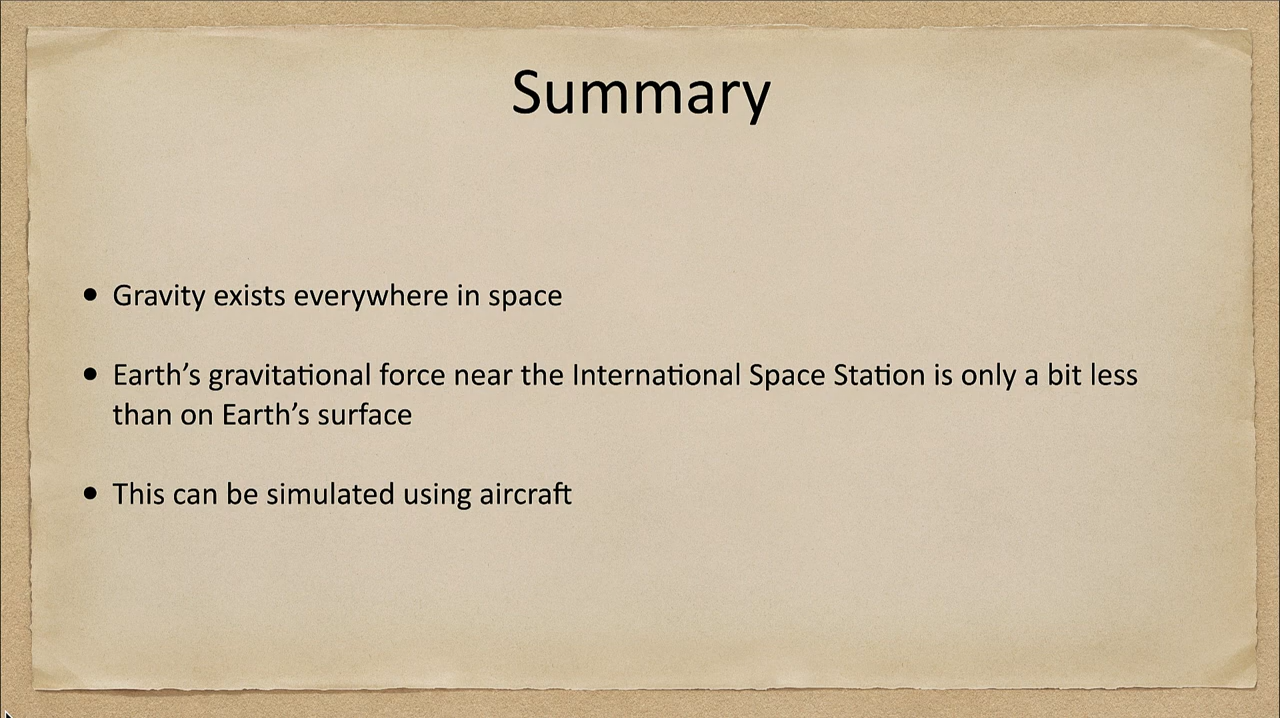 Summary
• Gravity exists everywhere in space
• Earth’s gravitational force near the International Space Station is only a bit less
than on Earth’s surface
• This can be simulated using aircraft